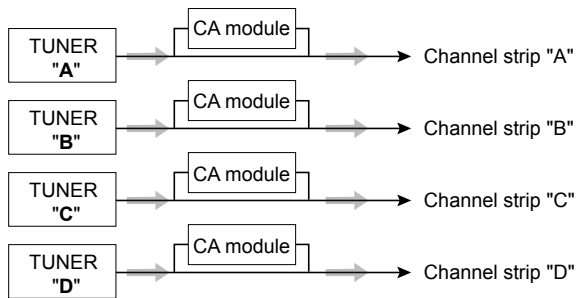 CA module
TUNER
"A"
Channel strip "A"
CA module
TUNER
"B"
Channel strip "B"
CA module
TUNER
"C"
Channel strip "C"
CA module
TUNER
"D"
Channel strip "D"